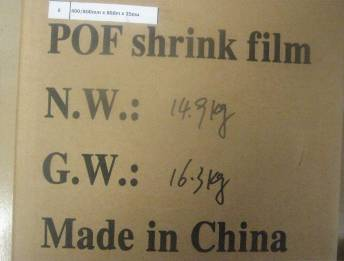 POF shrink film
N.W.: 14.9kg
G.W.: 16.3kg
Made in China